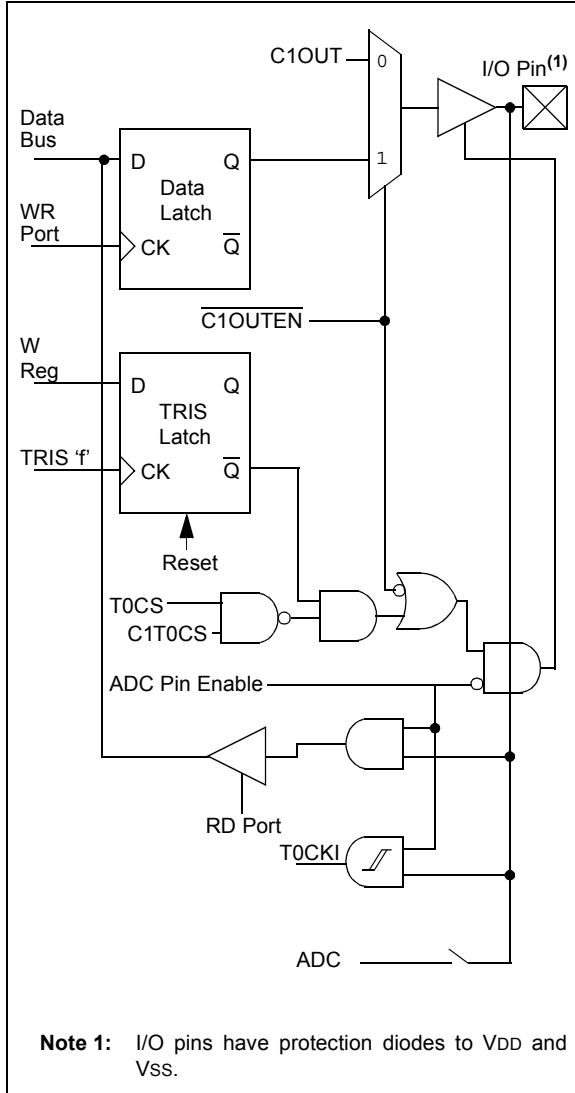 C1OUT
0
I/O Pin(1)
Data
Bus
D
Q
1
Data
Latch
WR
Port
CK
Q
C1OUTEN
W
Reg
D
Q
TRIS
Latch
TRIS ‘f’
CK
Q
Reset
T0CS
C1T0CS
ADC Pin Enable
RD Port
T0CKI
ADC
Note 1: I/O pins have protection diodes to VDD and
VSS.